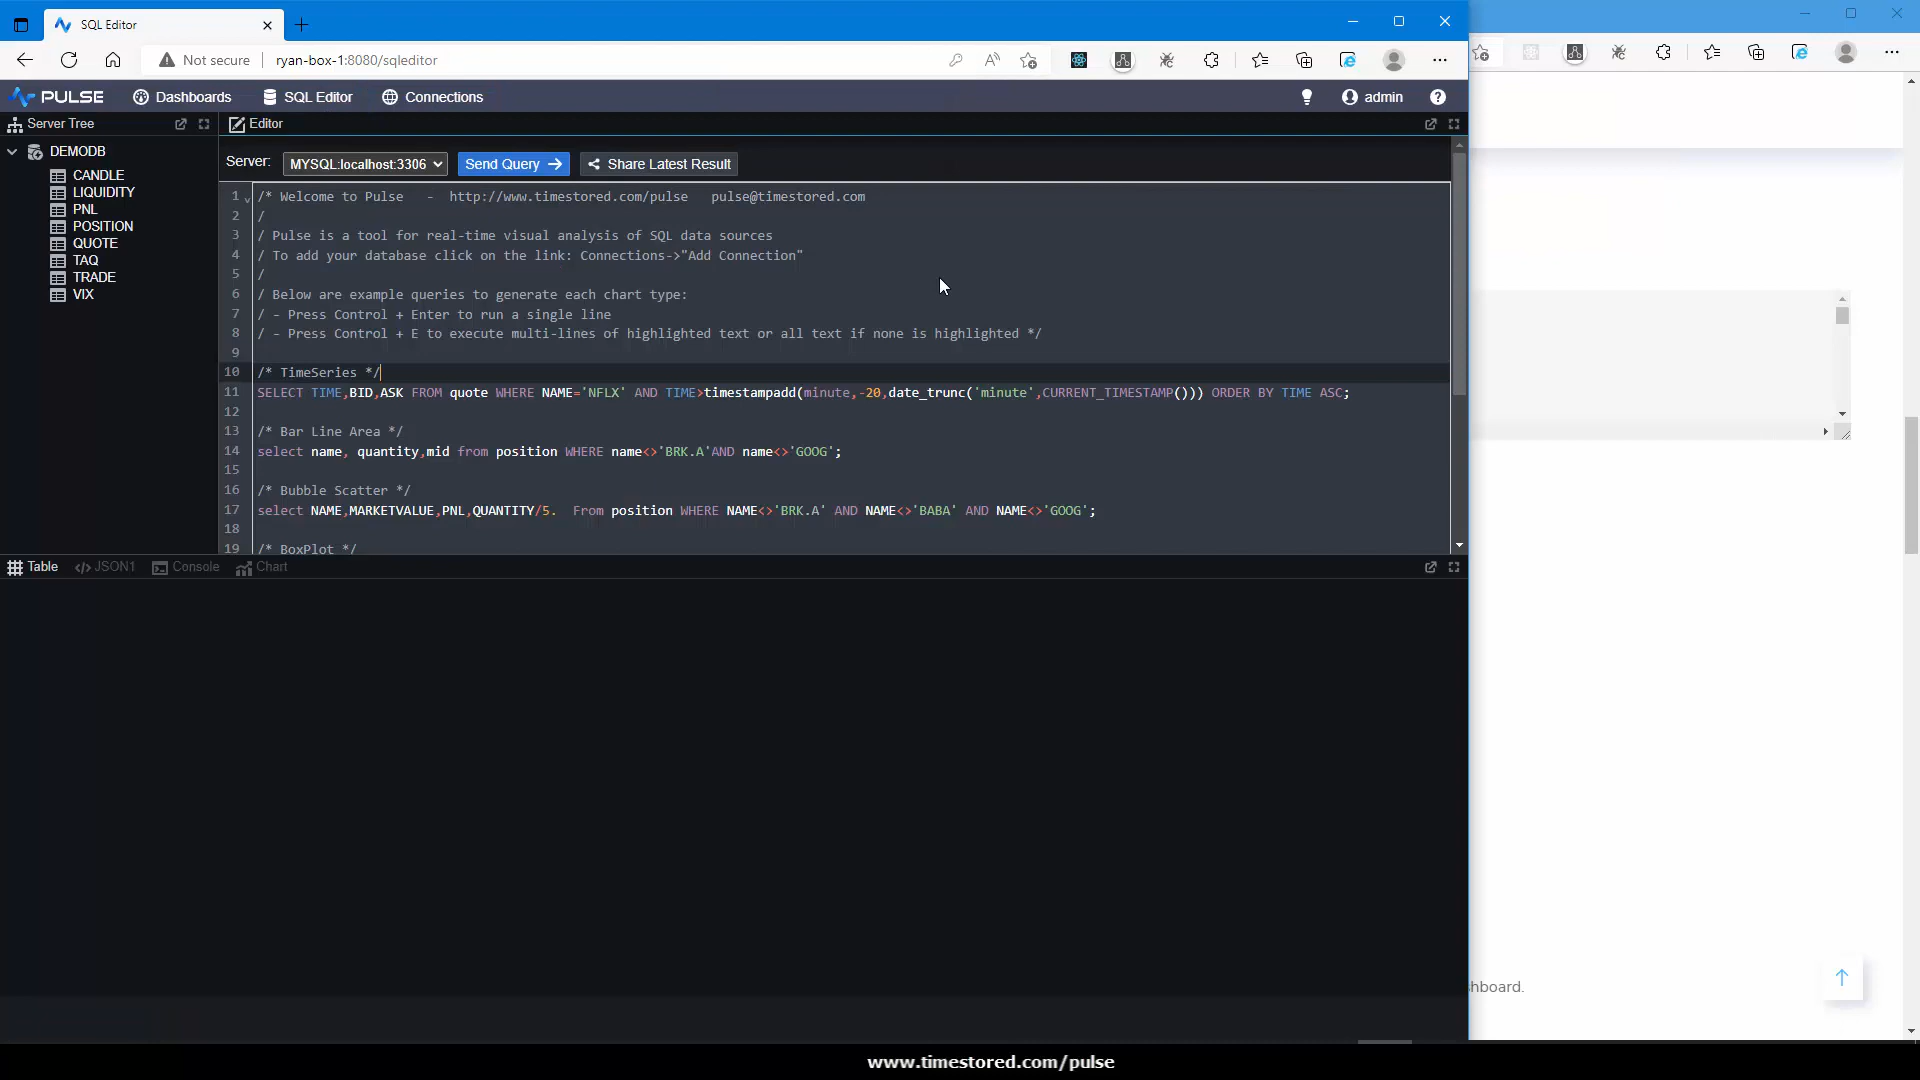 SQL Editor
Not secure
ryan-box-1:8080/sqleditor
PULSE
Dashboards
SQL Editor
Connections
admin
Server Tree
Editor
DEMODB
CANDLE
LIQUIDITY
PNL
POSITION
QUOTE
TAQ
TRADE
VIX
Server:
MYSQL:localhost:3306
Send Query
Share Latest Result
1 /* Welcome to Pulse - http://www.timestored.com/pulse pulse@timestored.com
2 /
3 / Pulse is a tool for real-time visual analysis of SQL data sources
4 / To add your database click on the link: Connections->"Add Connection"
5 /
6 / Below are example queries to generate each chart type:
7 / - Press Control + Enter to run a single line
8 / - Press Control + E to execute multi-lines of highlighted text or all text if none is highlighted */
9
10 /* TimeSeries */
11 SELECT TIME,BID,ASK FROM quote WHERE NAME='NFLX' AND TIME>timestampadd(minute,-20,date_trunc('minute',CURRENT_TIMESTAMP())) ORDER BY TIME ASC;
12
13 /* Bar Line Area */
14 select name, quantity,mid from position WHERE name<>'BRK.A'AND name<>'GOOG';
15
16 /* Bubble Scatter */
17 select NAME,MARKETVALUE,PNL,QUANTITY/5. From position WHERE NAME<>'BRK.A' AND NAME<>'BABA' AND NAME<>'GOOG';
18
19 /* BoxPlot */
Table
JSON1
Console
Chart
hboard.
www.timestored.com/pulse